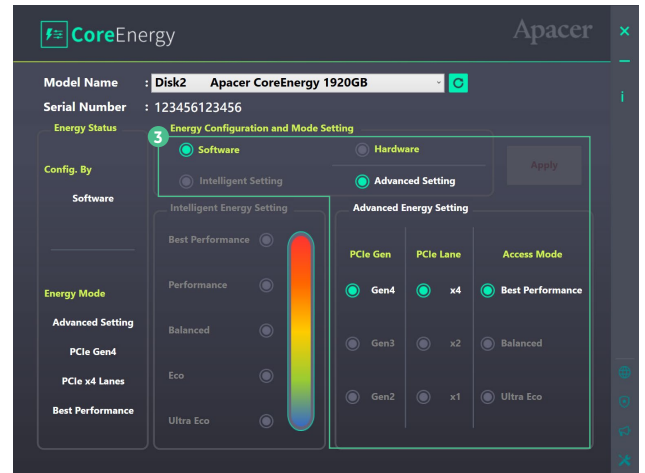 CoreEnergy
Apacer
Model Name : Disk2 Apacer CoreEnergy 1920GB
Serial Number : 123456123456
Energy Status
Config. By
Software
Energy Mode
Advanced Setting
PCIe Gen4
PCIe x4 Lanes
Best Performance
3
Energy Configuration and Mode Setting
Software Hardware
Intelligent Setting Advanced Setting
Apply
Intelligent Energy Setting
Best Performance
Performance
Balanced
Eco
Ultra Eco
Advanced Energy Setting
PCIe Gen PCIe Lane Access Mode
Gen4 x4 Best Performance
Gen3 x2 Balanced
Gen2 x1 Ultra Eco